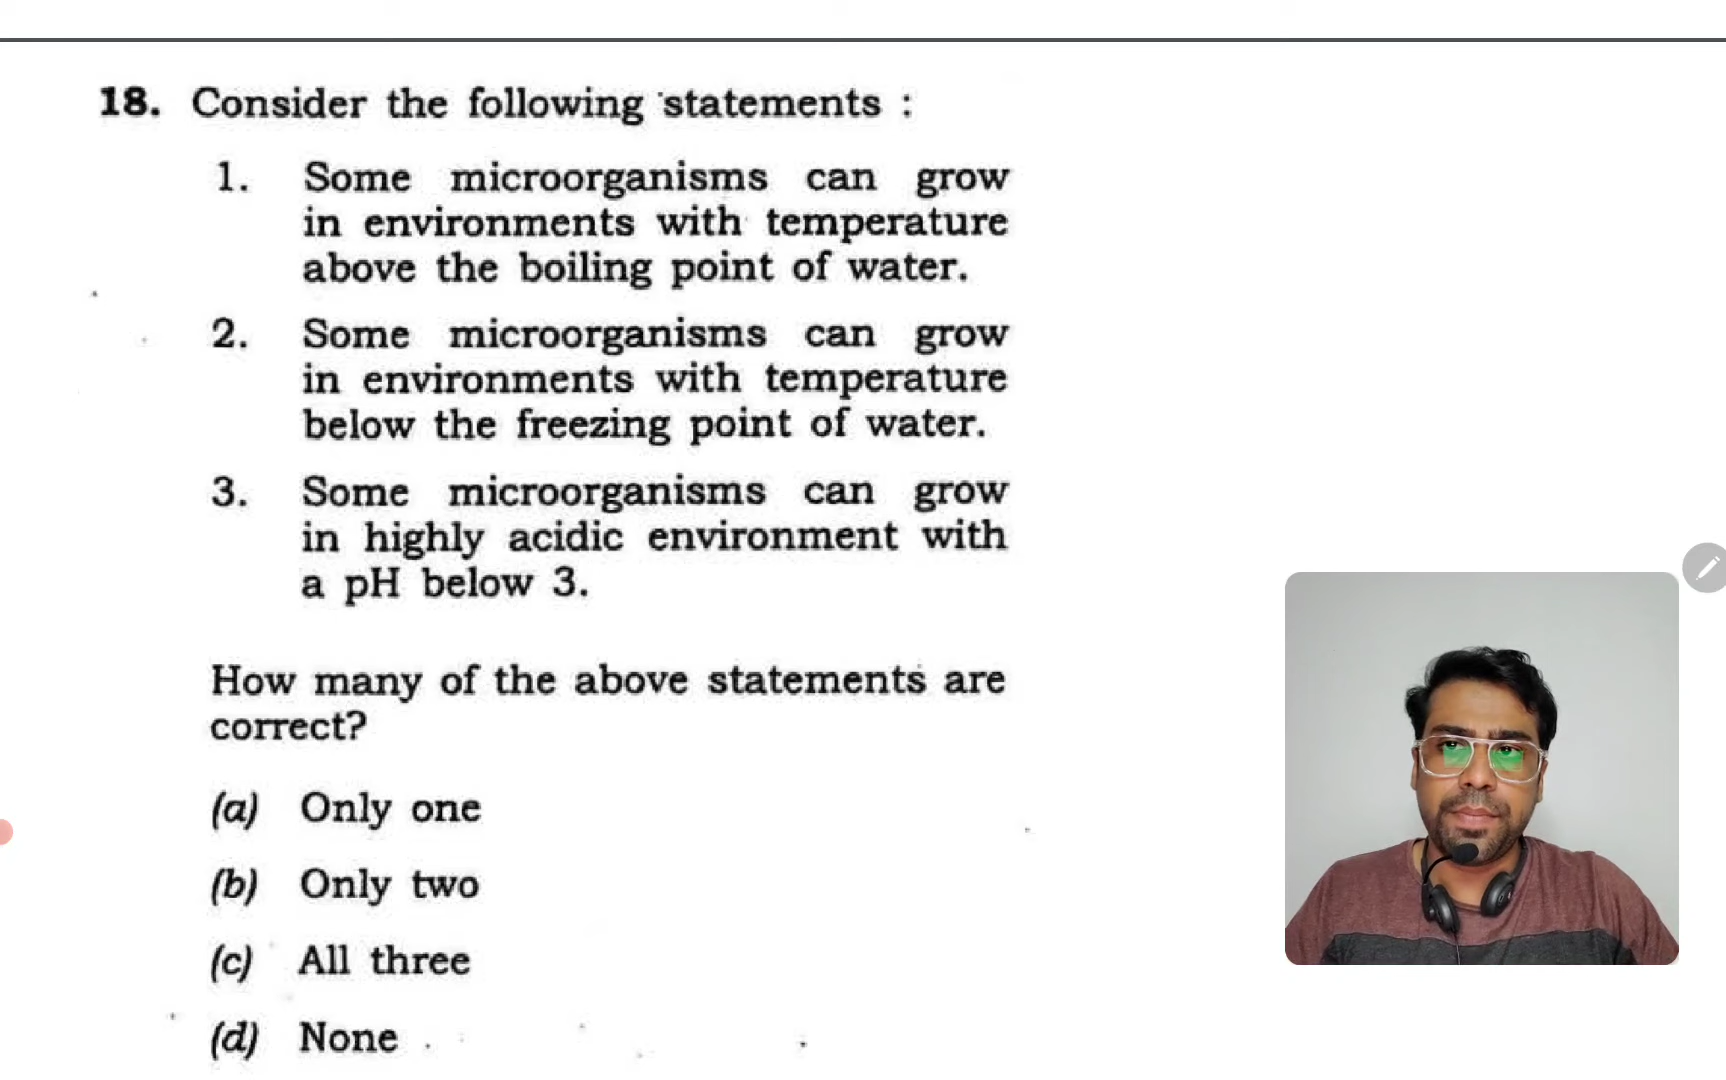 18. Consider the following statements :
1. Some microorganisms can grow
in environments with temperature
above the boiling point of water.
2. Some microorganisms can grow
in environments with temperature
below the freezing point of water.
3. Some microorganisms can grow
in highly acidic environment with
a pH below 3.
How many of the above statements are
correct?
(a) Only one
(b) Only two
(c) All three
(d) None